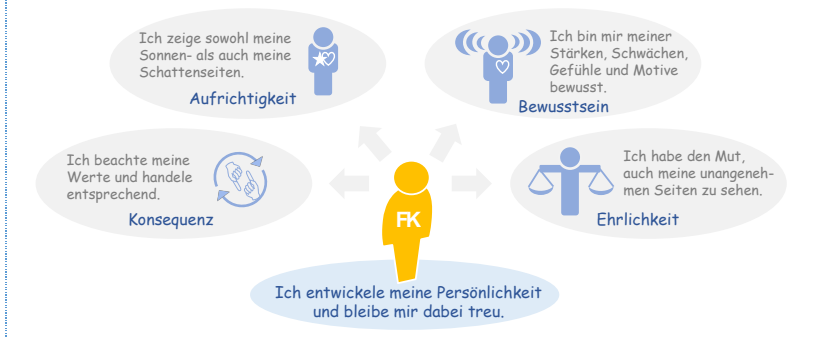 Ich zeige sowohl meine
Sonnen- als auch meine
Schattenseiten.
Aufrichtigkeit
Ich bin mir meiner
Stärken, Schwächen,
Gefühle und Motive
bewusst.
Bewusstsein
Ich beachte meine
Werte und handele
entsprechend.
Konsequenz
Ich habe den Mut,
auch meine unangeneh-
men Seiten zu sehen.
Ehrlichkeit
FK
Ich entwickele meine Persönlichkeit
und bleibe mir dabei treu.